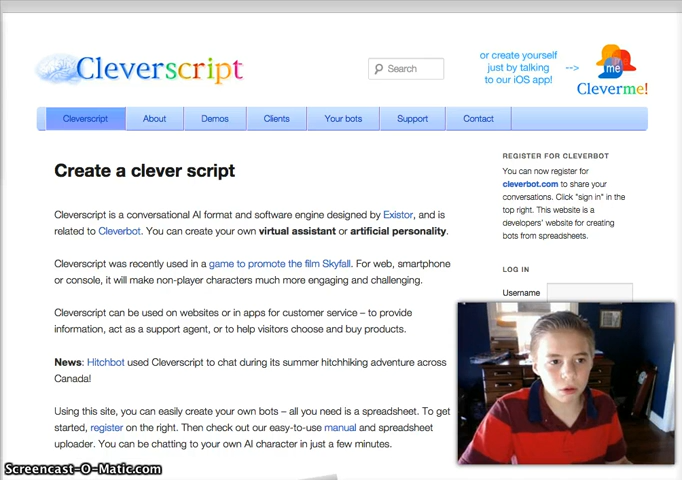 Cleverscript
Search
or create yourself
just by talking
to our iOS app!
-->
me
Cleverme!
Cleverscript
About
Demos
Clients
Your bots
Support
Contact
Create a clever script
Cleverscript is a conversational AI format and software engine designed by Existor, and is
related to Cleverbot. You can create your own virtual assistant or artificial personality.
Cleverscript was recently used in a game to promote the film Skyfall. For web, smartphone
or console, it will make non-player characters much more engaging and challenging.
Cleverscript can be used on websites or in apps for customer service – to provide
information, act as a support agent, or to help visitors choose and buy products.
News: Hitchbot used Cleverscript to chat during its summer hitchhiking adventure across
Canada!
Using this site, you can easily create your own bots – all you need is a spreadsheet. To get
started, register on the right. Then check out our easy-to-use manual and spreadsheet
uploader. You can be chatting to your own AI character in just a few minutes.
REGISTER FOR CLEVERBOT
You can now register for
cleverbot.com to share your
conversations. Click "sign in" in the
top right. This website is a
developers' website for creating
bots from spreadsheets.
LOG IN
Username
Screencast-O-Matic.com